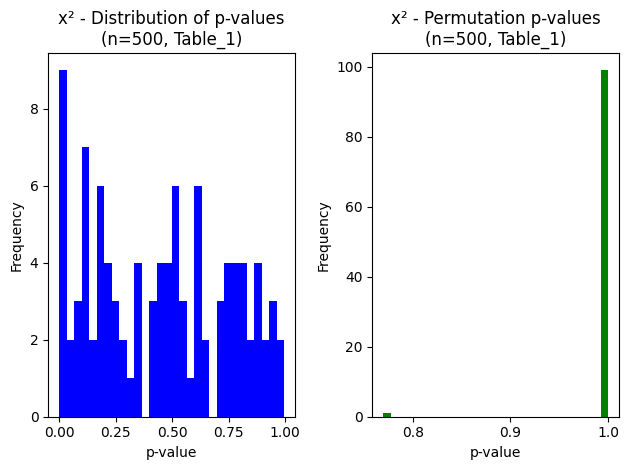 x² - Distribution of p-values
(n=500, Table_1)
Frequency
8
6
4
2
0
0.00 0.25 0.50 0.75 1.00
p-value
x² - Permutation p-values
(n=500, Table_1)
Frequency
100
80
60
40
20
0
0.8 0.9 1.0
p-value